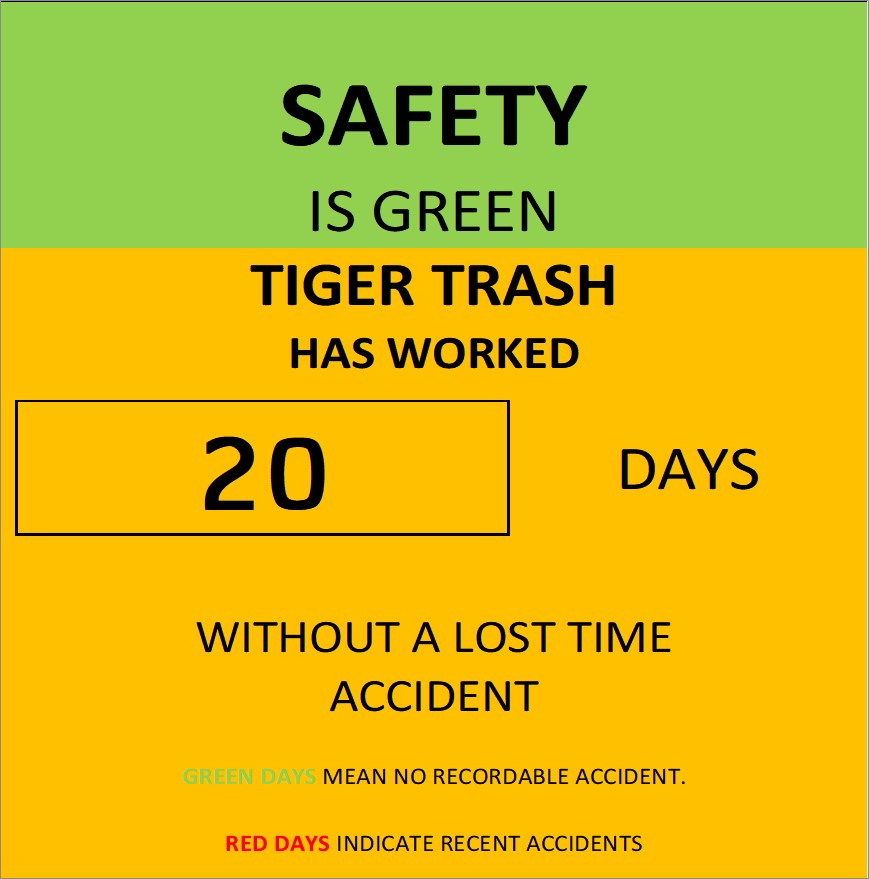 SAFETY
IS GREEN
TIGER TRASH
HAS WORKED
20 DAYS
WITHOUT A LOST TIME
ACCIDENT
GREEN DAYS MEAN NO RECORDABLE ACCIDENT.
RED DAYS INDICATE RECENT ACCIDENTS